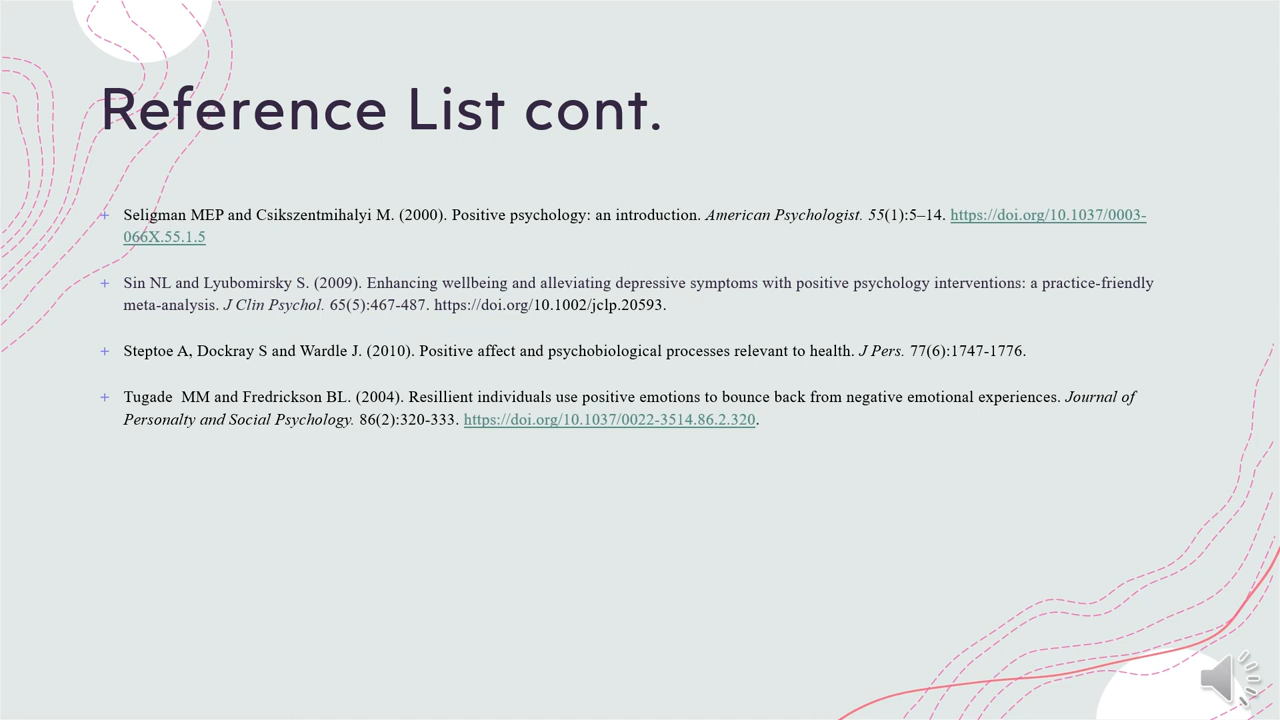 Reference List cont.
+ Seligman MEP and Csikszentmihalyi M. (2000). Positive psychology: an introduction. American Psychologist. 55(1):5–14. https://doi.org/10.1037/0003-
066X.55.1.5
+ Sin NL and Lyubomirsky S. (2009). Enhancing wellbeing and alleviating depressive symptoms with positive psychology interventions: a practice-friendly
meta-analysis. J Clin Psychol. 65(5):467-487. https://doi.org/10.1002/jclp.20593.
+ Steptoe A, Dockray S and Wardle J. (2010). Positive affect and psychobiological processes relevant to health. J Pers. 77(6):1747-1776.
+ Tugade  MM and Fredrickson BL. (2004). Resillient individuals use positive emotions to bounce back from negative emotional experiences. Journal of
Personalty and Social Psychology. 86(2):320-333. https://doi.org/10.1037/0022-3514.86.2.320.